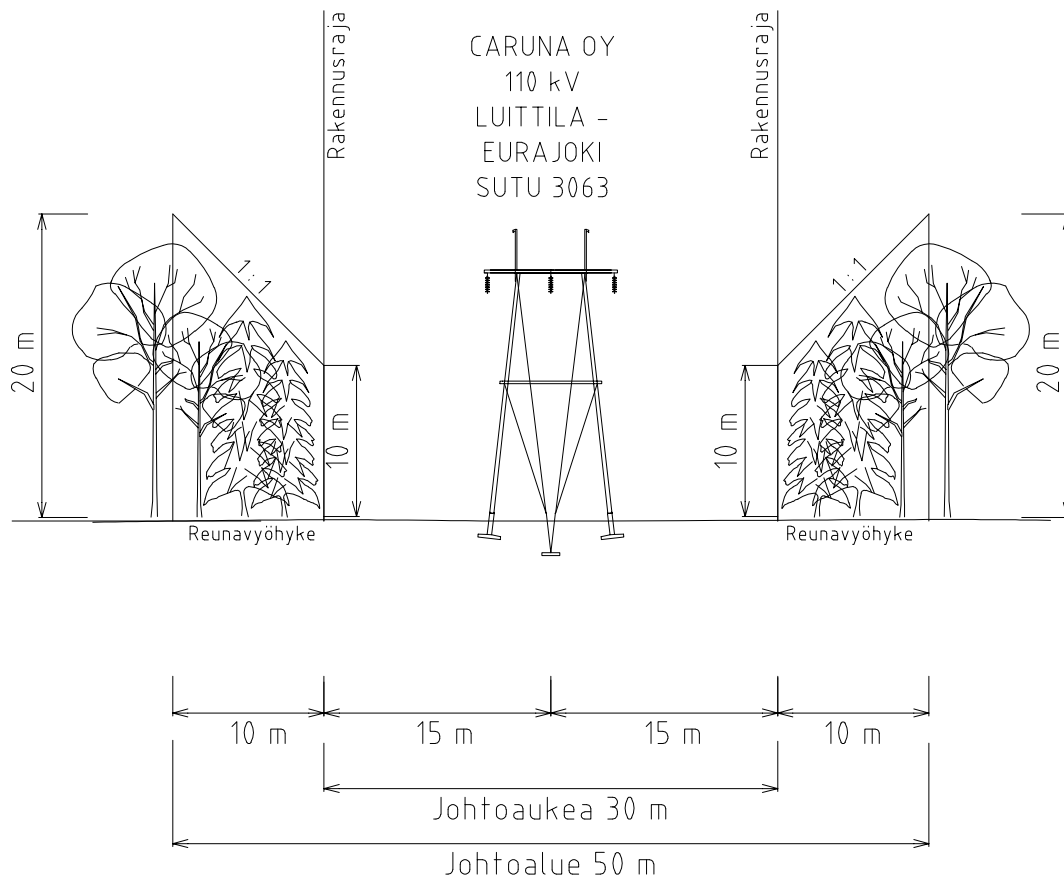 Rakennusraja
CARUNA OY
110 kV
LUITTILA -
EURAJOKI
SUTU 3063
Rakennusraja
1:1
1:1
20 m
10 m
10 m
20 m
Reunavyöhyke
Reunavyöhyke
10 m
15 m
15 m
10 m
Johtoaukea 30 m
Johtoalue 50 m